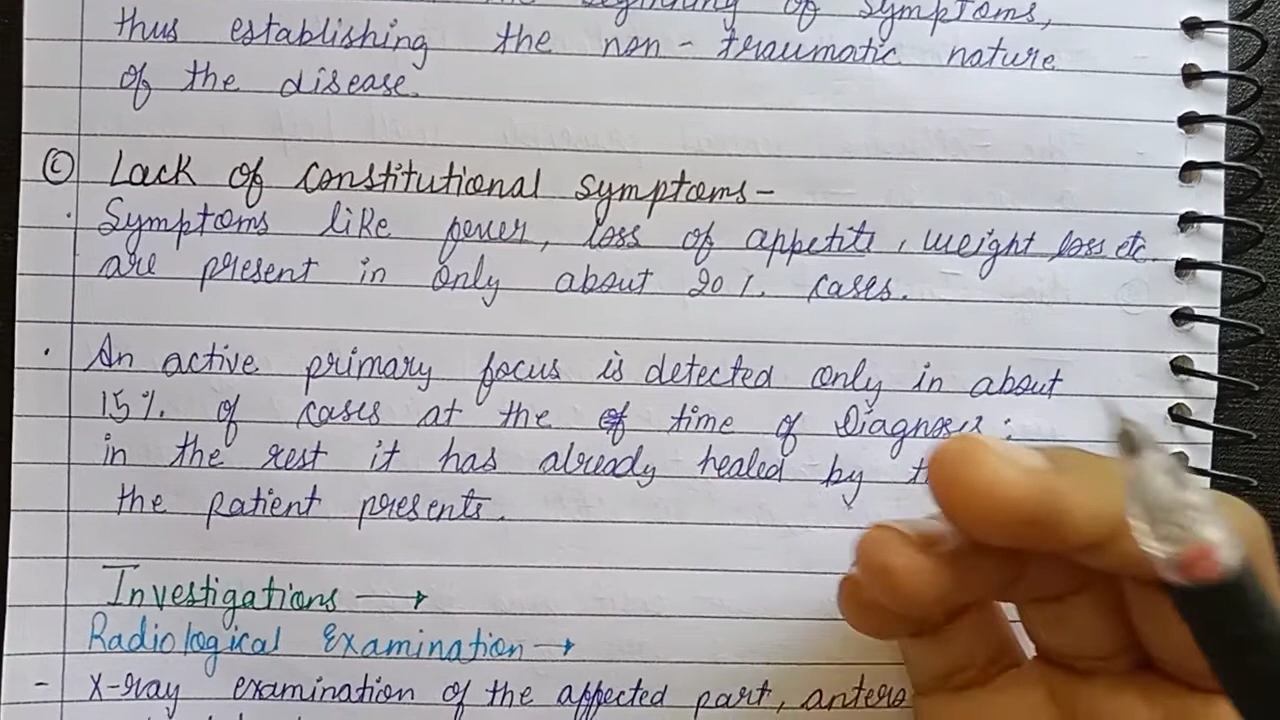 of symptoms,
thus establishing the non-traumatic nature
of the disease.
© Lack of constitutional symptoms-
. Symptoms like fever, loss of appetite, weight loss etc.
are present in only about 20%. cases.
. An active primary focus is detected only in about
15%. of cases at the of time of Diagnosis:
in the rest it has already healed by
the patient presents.
Investigations →
Radiological Examination →
- X-ray examination of the affected part, antero